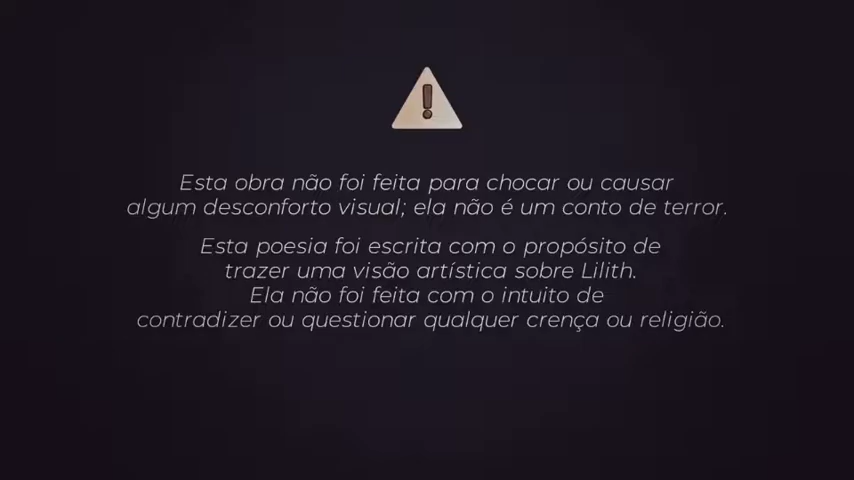 Esta obra não foi feita para chocar ou causar
algum desconforto visual; ela não é um conto de terror.
Esta poesia foi escrita com o propósito de
trazer uma visão artística sobre Lilith.
Ela não foi feita com o intuito de
contradizer ou questionar qualquer crença ou religião.